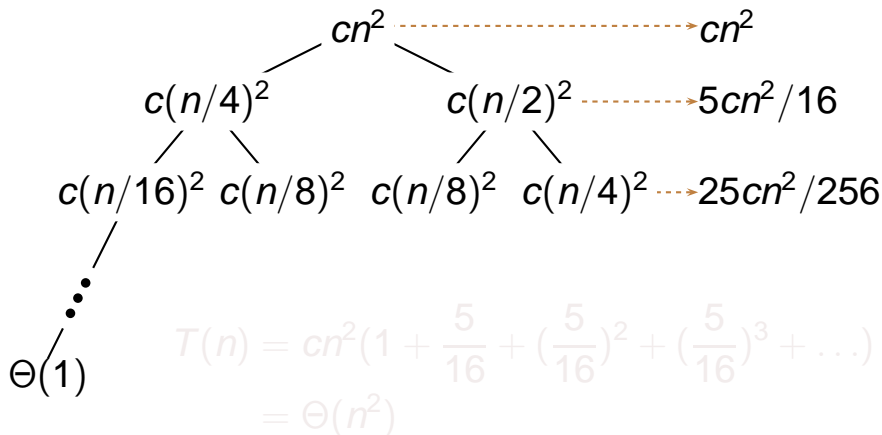 cn² cn²
c(n/4)² c(n/2)² 5cn²/16
c(n/16)² c(n/8)² c(n/8)² c(n/4)² 25cn²/256
T(n) = cn²(1 + 5/16 + (5/16)² + (5/16)³ + …)
Θ(1)
= Θ(n²)